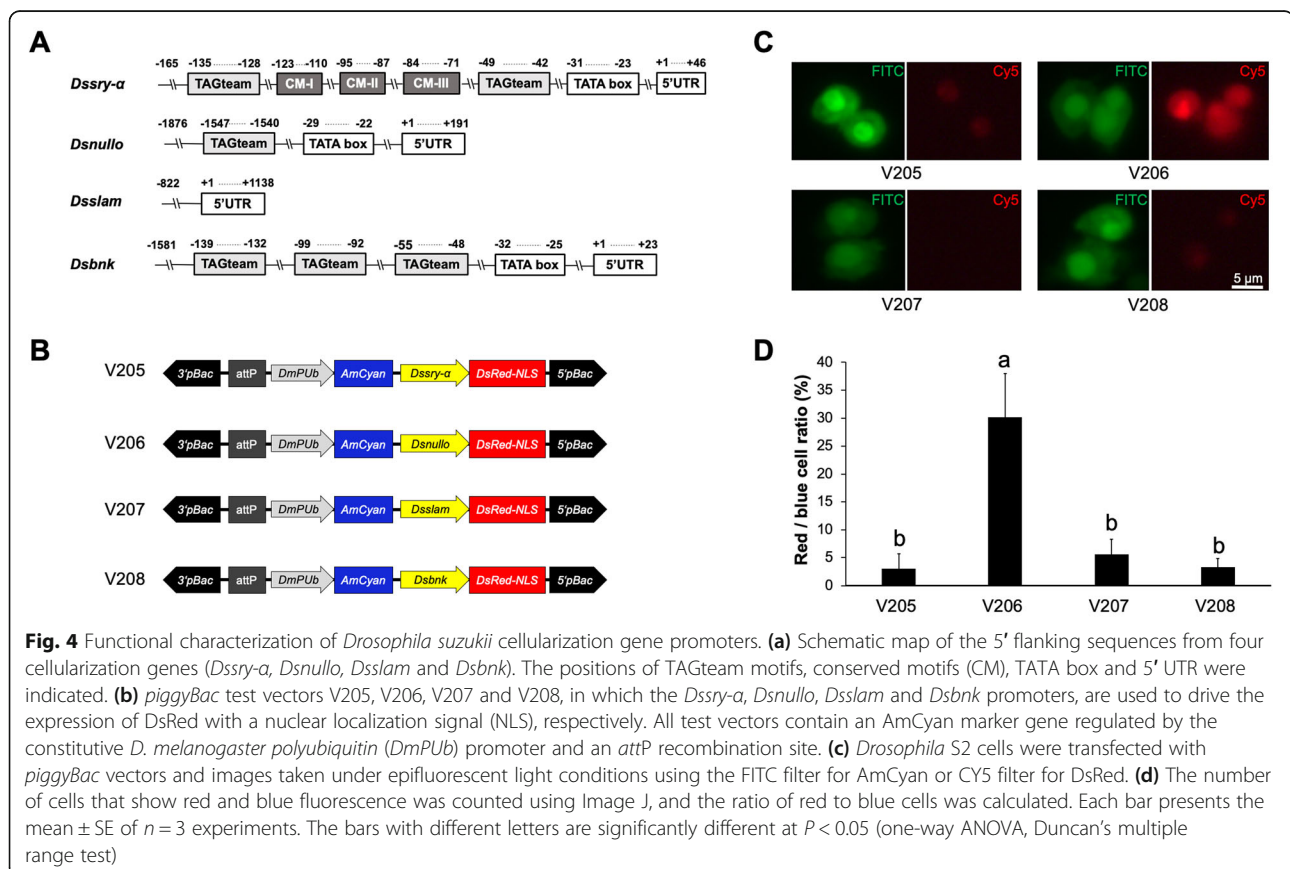 A
-165 -135 -128 -123 -110 -95 -87 -84 -71 -49 -42 -31 -23 +1 +46
Dssry-α TAGteam CM-I CM-II CM-III TAGteam TATA box 5'UTR
-1876 -1547 -1540 -29 -22 +1 +191
Dsnullo TAGteam TATA box 5'UTR
-822 +1 +1138
Dsslam 5'UTR
-1581 -139 -132 -99 -92 -55 -48 -32 -25 +1 +23
Dsbnk TAGteam TAGteam TAGteam TATA box 5'UTR
B
V205 3'pBac attP DmPUb AmCyan Dssry-α DsRed-NLS 5'pBac
V206 3'pBac attP DmPUb AmCyan Dsnullo DsRed-NLS 5'pBac
V207 3'pBac attP DmPUb AmCyan Dsslam DsRed-NLS 5'pBac
V208 3'pBac attP DmPUb AmCyan Dsbnk DsRed-NLS 5'pBac
C
FITC Cy5 FITC Cy5
V205 V206
FITC Cy5 FITC Cy5
5 µm
V207 V208
D
Red / blue cell ratio (%)
40
35
30
25
20
15
10
5
0
a
b
b
b
V205 V206 V207 V208
Fig. 4 Functional characterization of Drosophila suzukii cellularization gene promoters. (a) Schematic map of the 5′ flanking sequences from four
cellularization genes (Dssry-α, Dsnullo, Dsslam and Dsbnk). The positions of TAGteam motifs, conserved motifs (CM), TATA box and 5′ UTR were
indicated. (b) piggyBac test vectors V205, V206, V207 and V208, in which the Dssry-α, Dsnullo, Dsslam and Dsbnk promoters, are used to drive the
expression of DsRed with a nuclear localization signal (NLS), respectively. All test vectors contain an AmCyan marker gene regulated by the
constitutive D. melanogaster polyubiquitin (DmPUb) promoter and an attP recombination site. (c) Drosophila S2 cells were transfected with
piggyBac vectors and images taken under epifluorescent light conditions using the FITC filter for AmCyan or CY5 filter for DsRed. (d) The number
of cells that show red and blue fluorescence was counted using Image J, and the ratio of red to blue cells was calculated. Each bar presents the
mean ± SE of n = 3 experiments. The bars with different letters are significantly different at P < 0.05 (one-way ANOVA, Duncan's multiple
range test)